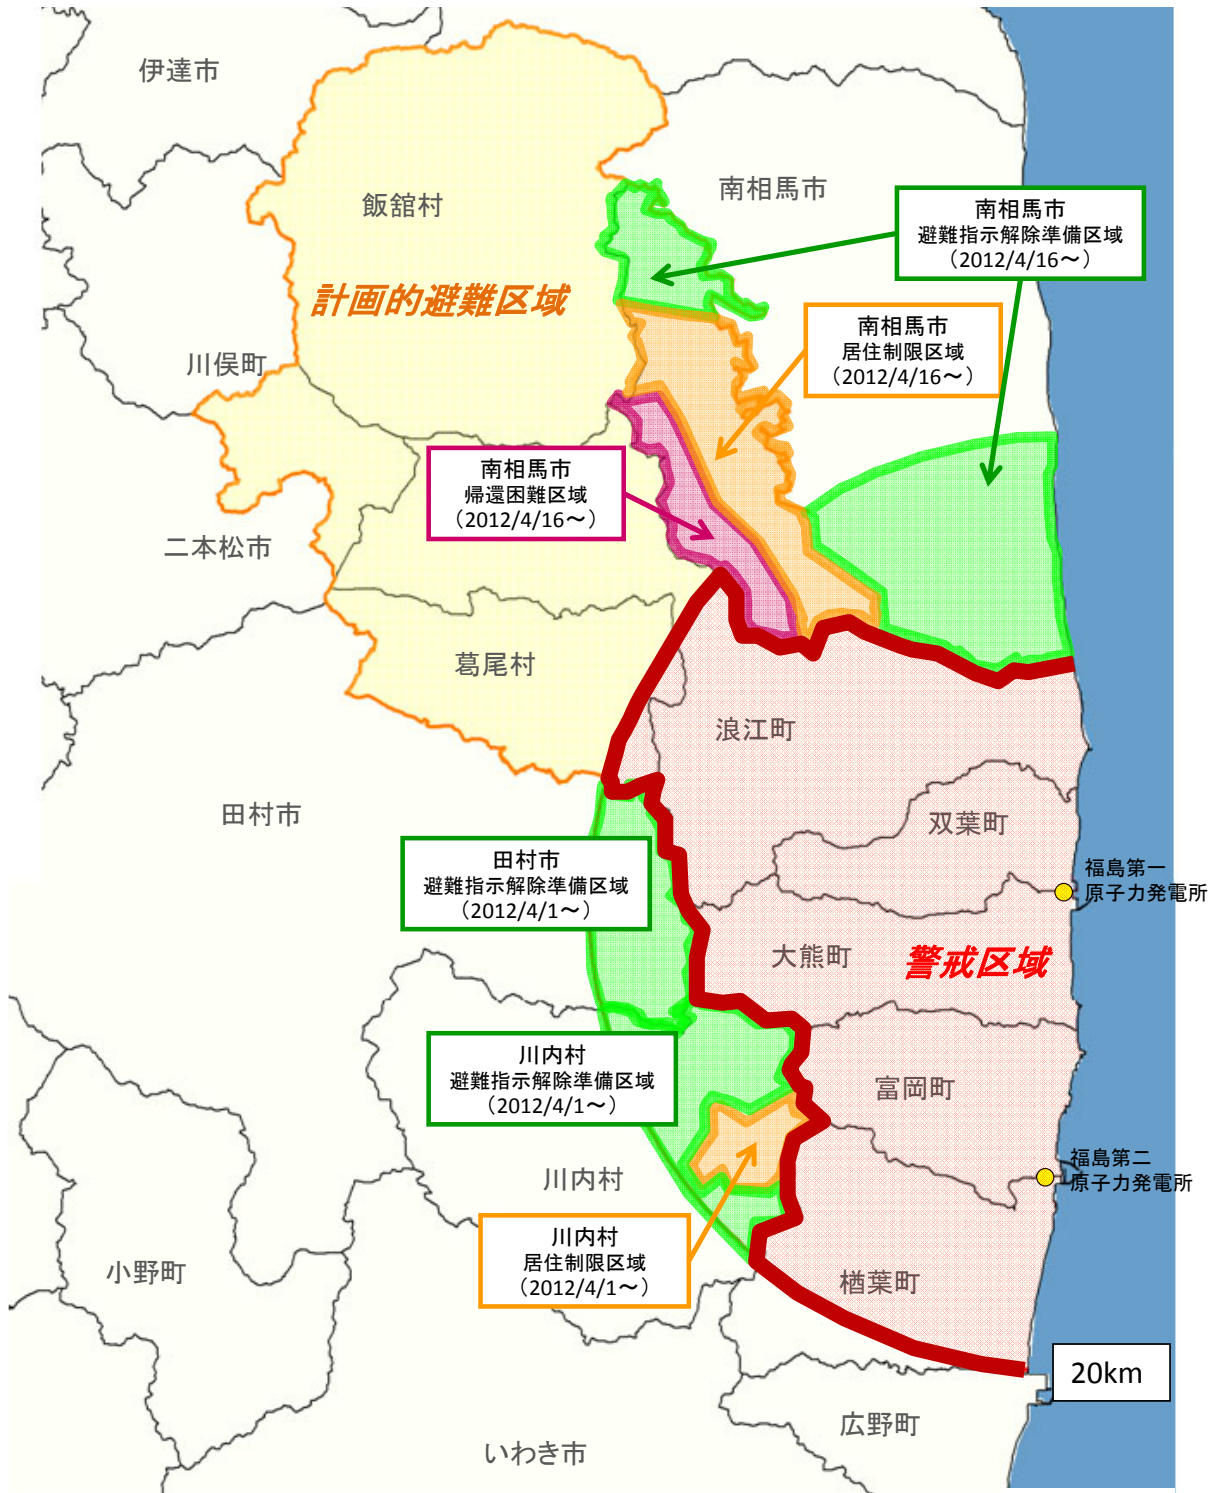 伊達市
飯舘村
南相馬市
南相馬市
避難指示解除準備区域
（2012/4/16～）
計画的避難区域
南相馬市
居住制限区域
（2012/4/16～）
川俣町
南相馬市
帰還困難区域
（2012/4/16～）
二本松市
葛尾村
浪江町
田村市
双葉町
田村市
避難指示解除準備区域
（2012/4/1～）
福島第一
原子力発電所
大熊町
警戒区域
川内村
避難指示解除準備区域
（2012/4/1～）
富岡町
福島第二
原子力発電所
川内村
川内村
居住制限区域
（2012/4/1～）
小野町
楢葉町
20km
広野町
いわき市